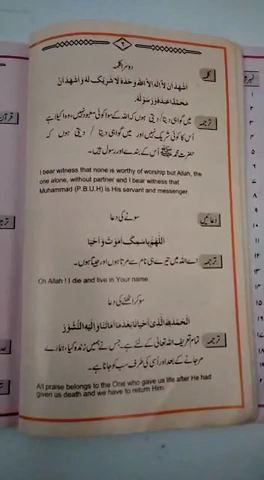 ۹
دوسرا کلمہ
کلمہ
اَشْهَدُ اَنْ لَّا اِلٰهَ اِلَّا اللّٰهُ وَحْدَهٗ لَا شَرِيْكَ لَهٗ وَاَشْهَدُ اَنَّ
مُحَمَّدًا عَبْدُهٗ وَرَسُوْلُهٗ
ترجمہ
میں گواہی دیتا / دیتی ہوں کہ اللہ کے سوا کوئی معبود نہیں، وہ اکیلا ہے
اس کا کوئی شریک نہیں اور میں گواہی دیتا / دیتی ہوں کہ
حضرت محمد ﷺ اُس کے بندے اور رسول ہیں۔
I bear witness that none is worthy of worship but Allah, the
one alone, without partner and I bear witness that
Muhammad (P.B.U.H) is His servant and messenger
دعائیں
سونے کی دعا
اَللّٰهُمَّ بِاسْمِكَ اَمُوْتُ وَاَحْيَا
ترجمہ
اے اللہ میں تیرے ہی نام سے مرتا ہوں اور جیتا ہوں۔
Oh Allah! I die and live in Your name
سو کر اٹھنے کی دعا
اَلْحَمْدُ لِلّٰهِ الَّذِىْ اَحْيَانَا بَعْدَ مَا اَمَاتَنَا وَاِلَيْهِ النُّشُوْرُ
ترجمہ
تمام تعریف اللہ تعالیٰ کے لئے ہے۔ جس نے ہمیں زندہ کیا، ہمارے
مرجانے کے بعد اور اُسی کی طرف سب کو جانا ہے۔
All praise belongs to the One who gave us life after He had
given us death and we have to return Him.